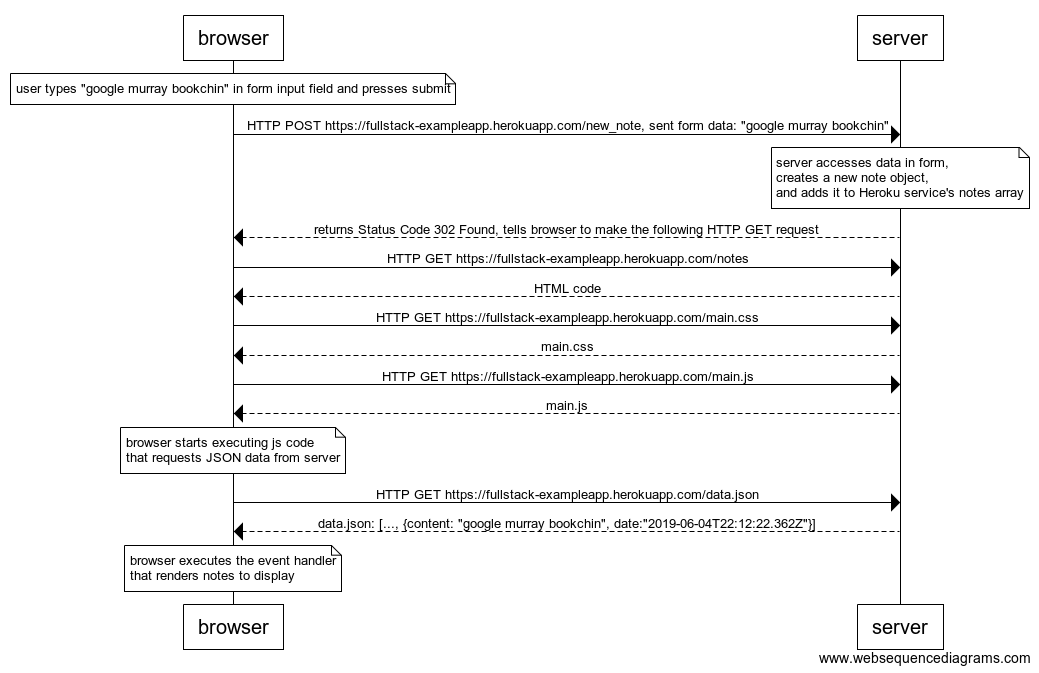 browser
server
user types "google murray bookchin" in form input field and presses submit
HTTP POST https://fullstack-exampleapp.herokuapp.com/new_note, sent form data: "google murray bookchin"
server accesses data in form,
creates a new note object,
and adds it to Heroku service's notes array
returns Status Code 302 Found, tells browser to make the following HTTP GET request
HTTP GET https://fullstack-exampleapp.herokuapp.com/notes
HTML code
HTTP GET https://fullstack-exampleapp.herokuapp.com/main.css
main.css
HTTP GET https://fullstack-exampleapp.herokuapp.com/main.js
main.js
browser starts executing js code
that requests JSON data from server
HTTP GET https://fullstack-exampleapp.herokuapp.com/data.json
data.json: [..., {content: "google murray bookchin", date:"2019-06-04T22:12:22.362Z"}]
browser executes the event handler
that renders notes to display
browser
server
www.websequencediagrams.com